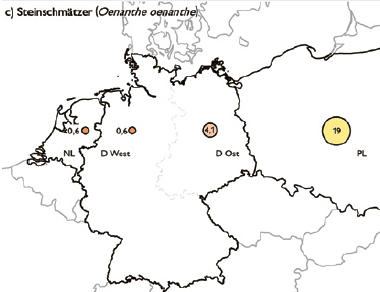 c) Steinschmätzer (Oenanthe oenanthe)
0,6
0,6
4,1
19
NL
D West
D Ost
PL